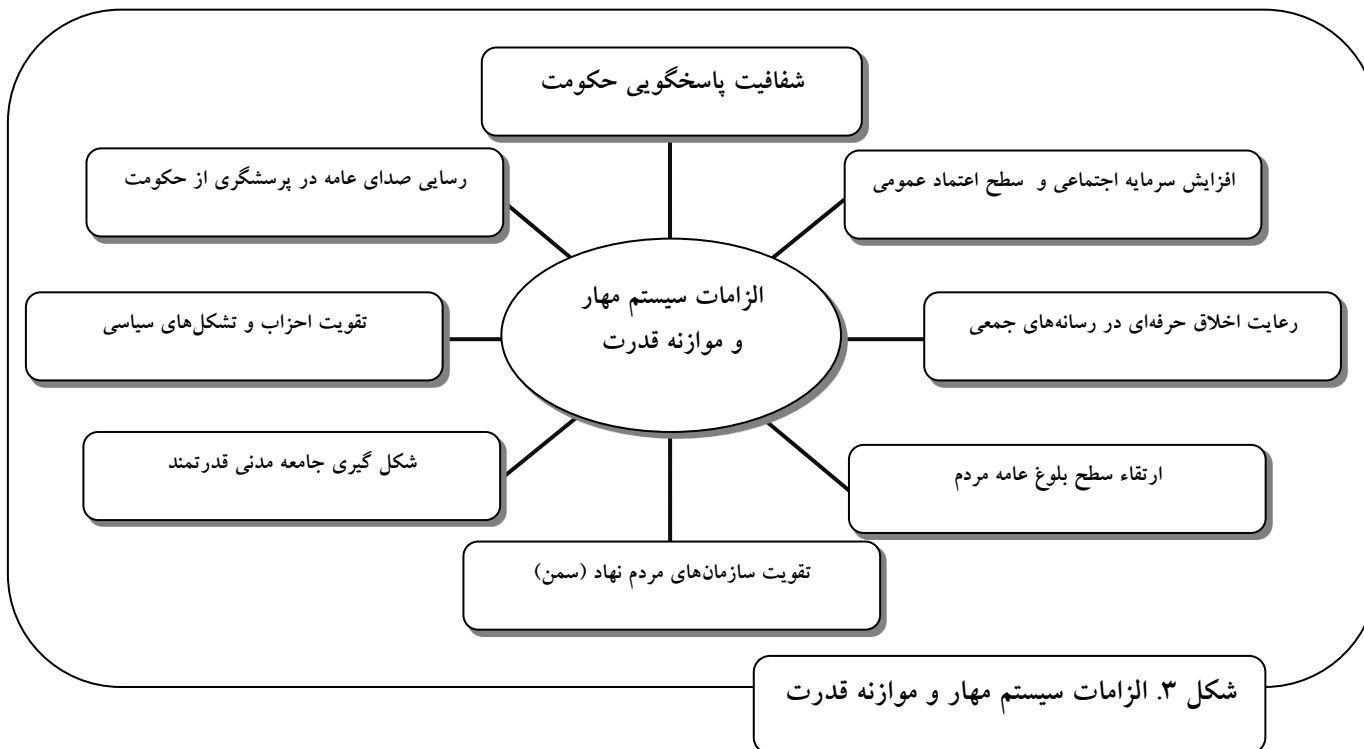 شفافیت پاسخگویی حکومت
افزایش سرمایه اجتماعی و سطح اعتماد عمومی
رسایی صدای عامه در پرسشگری از حکومت
الزامات سیستم مهار
و موازنه قدرت
رعایت اخلاق حرفه‌ای در رسانه‌های جمعی
تقویت احزاب و تشکل‌های سیاسی
ارتقاء سطح بلوغ عامه مردم
شکل گیری جامعه مدنی قدرتمند
تقویت سازمان‌های مردم نهاد (سمن)
شکل ۳. الزامات سیستم مهار و موازنه قدرت